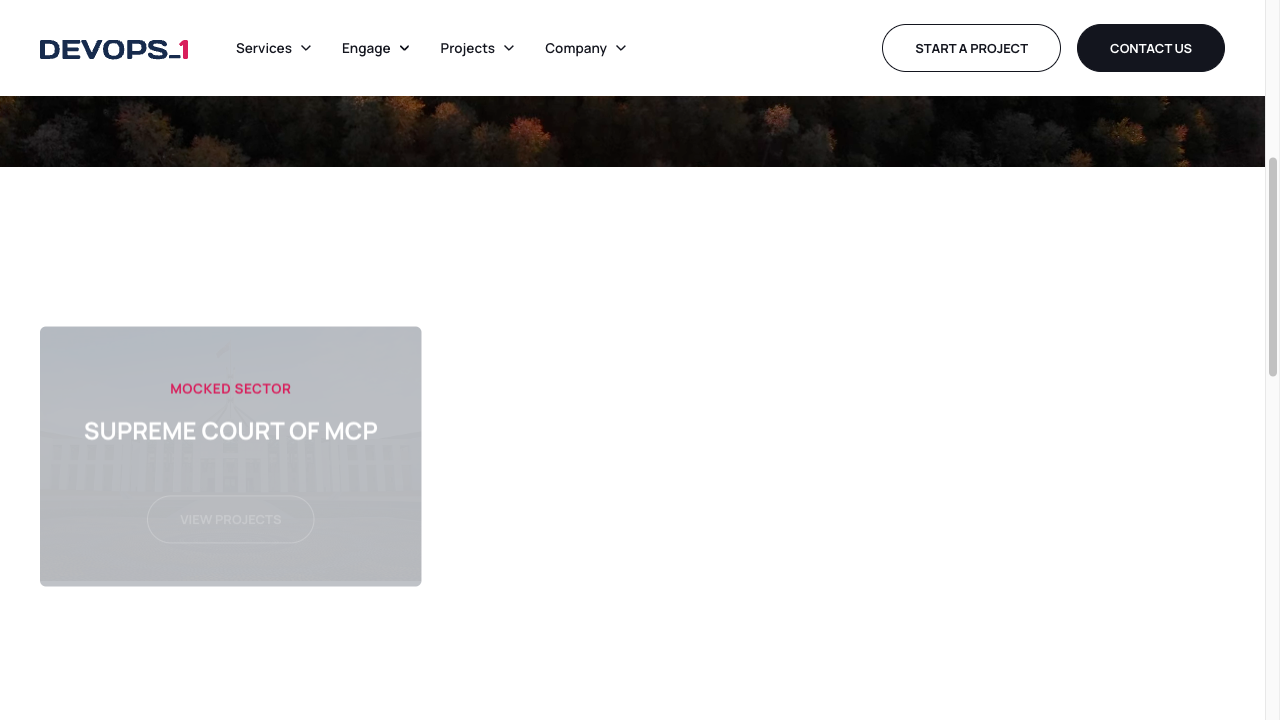 DEVOPS_1
Services
Engage
Projects
Company
START A PROJECT
CONTACT US
MOCKED SECTOR
SUPREME COURT OF MCP
VIEW PROJECTS